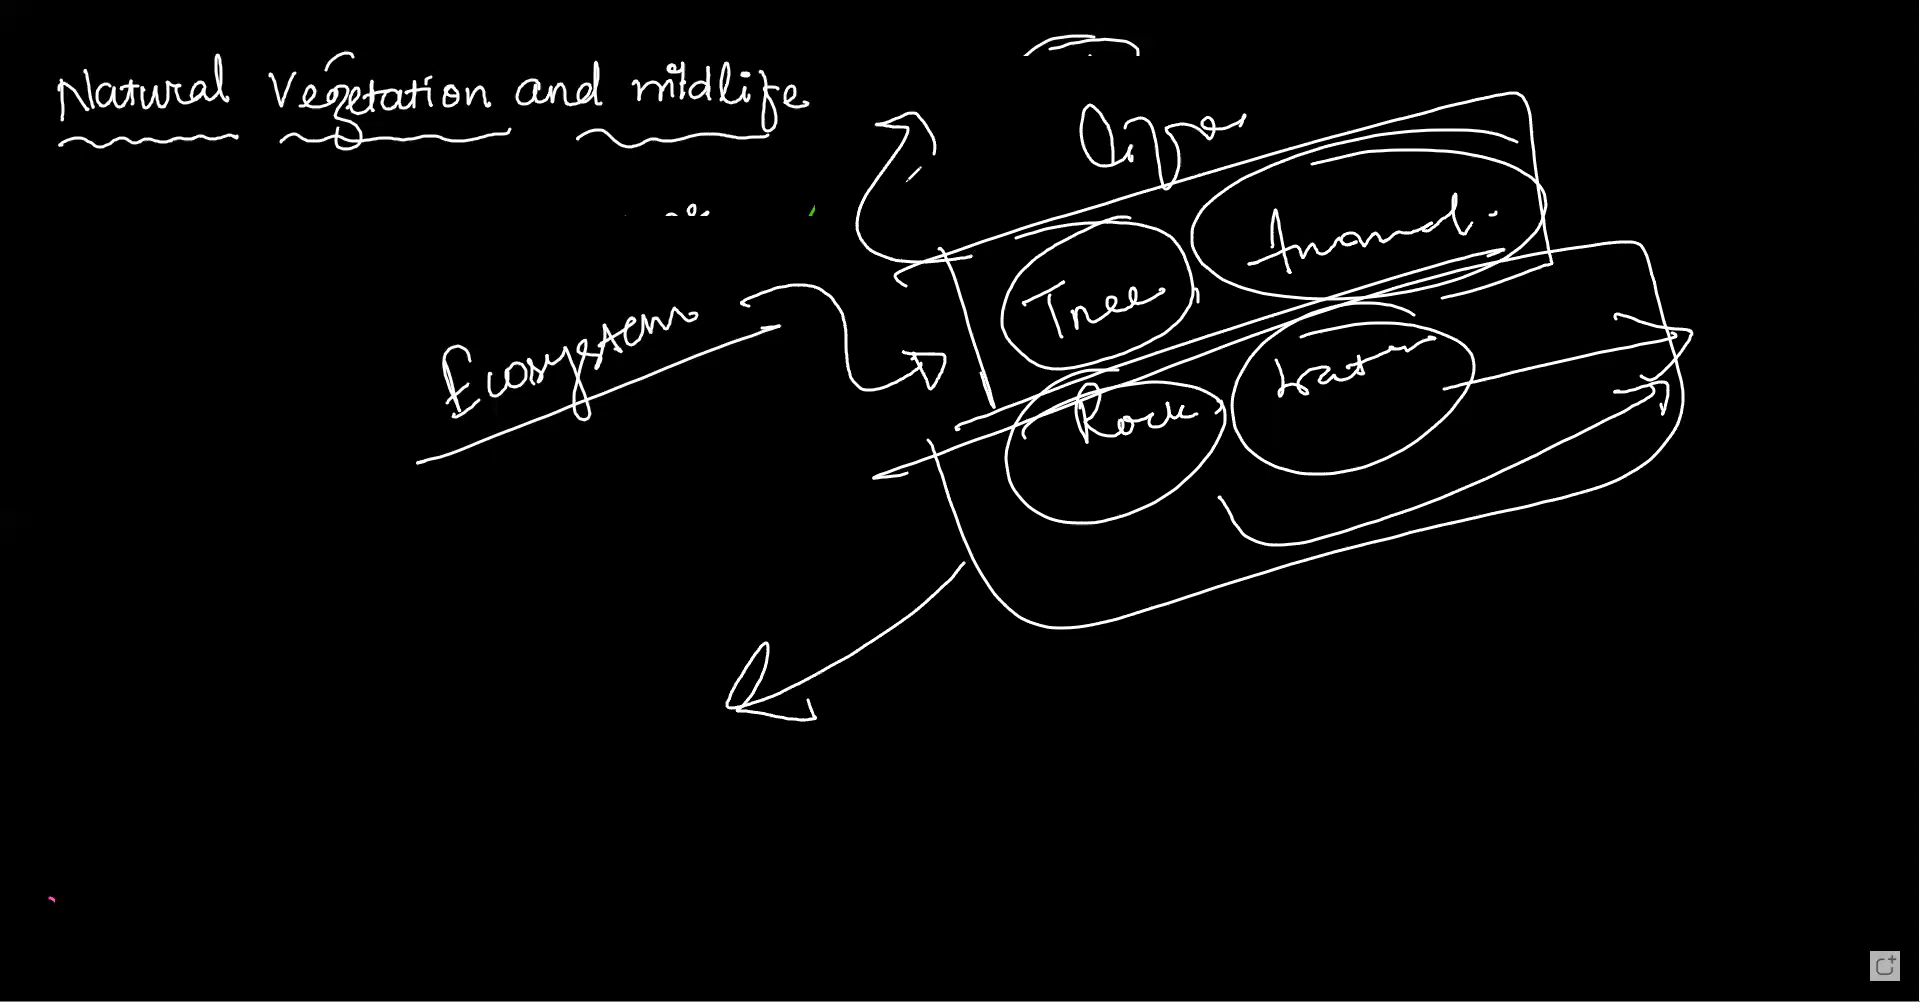 Natural Vegetation and wildlife
Ecosystem
Tree
Animal.
Rock
water